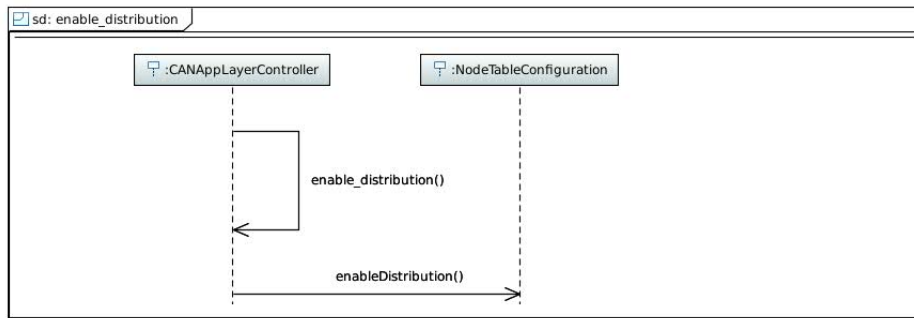 sd: enable_distribution
:CANAppLayerController
:NodeTableConfiguration
enable_distribution()
enableDistribution()